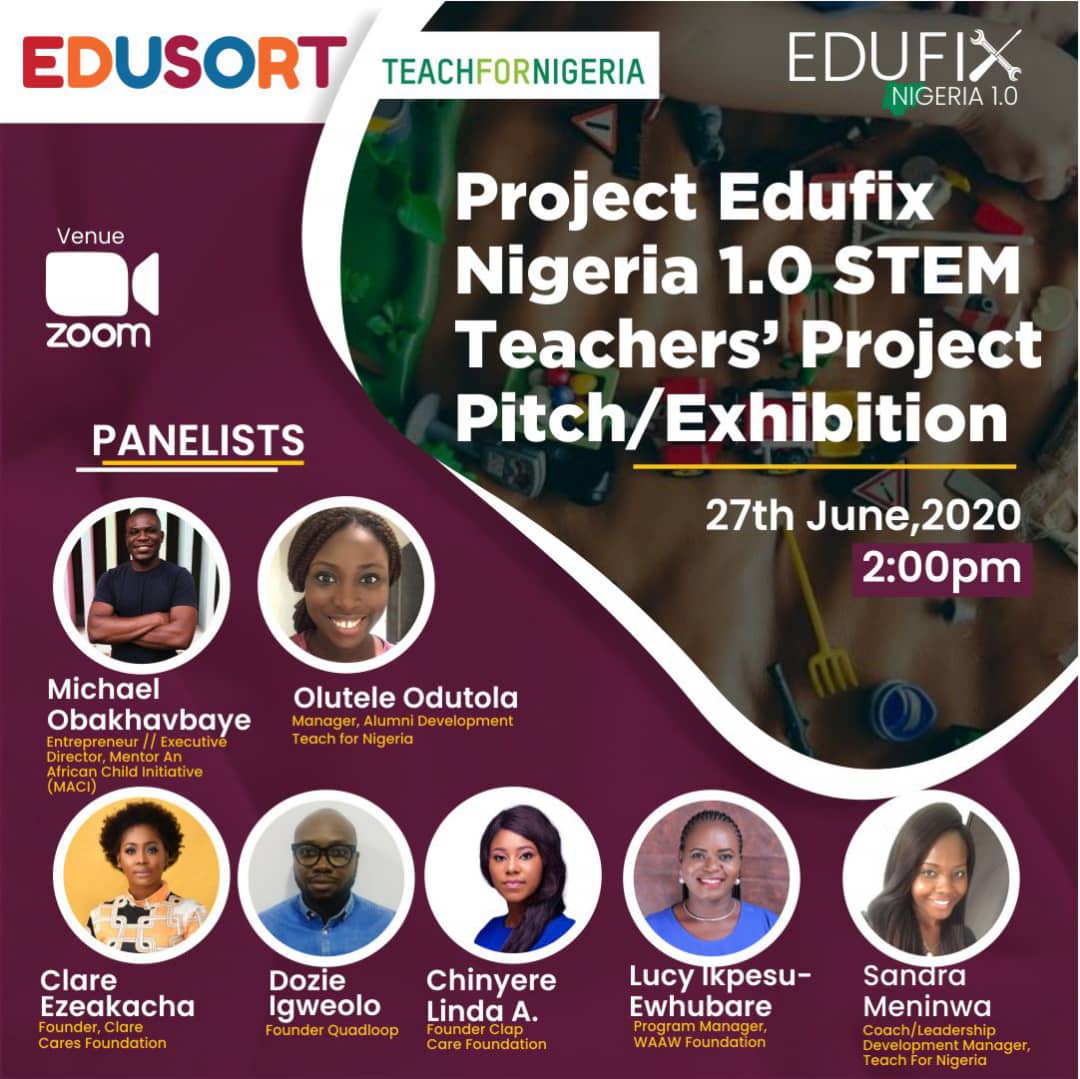 EDUSORT
TEACHFORNIGERIA
EDUFIX
NIGERIA 1.0
Project Edufix
Nigeria 1.0 STEM
Teachers' Project
Pitch/Exhibition
27th June,2020
2:00pm
Venue
zoom
PANELISTS
Michael
Obakhavbaye
Entrepreneur // Executive
Director, Mentor An
African Child Initiative
(MACI)
Olutele Odutola
Manager, Alumni Development
Teach for Nigeria
Clare
Ezeakacha
Founder, Clare
Cares Foundation
Dozie
Igweolo
Founder Quadloop
Chinyere
Linda A.
Founder Clap
Care Foundation
Lucy Ikpesu-
Ewhubare
Program Manager,
WAAW Foundation
Sandra
Meninwa
Coach/Leadership
Development Manager,
Teach For Nigeria